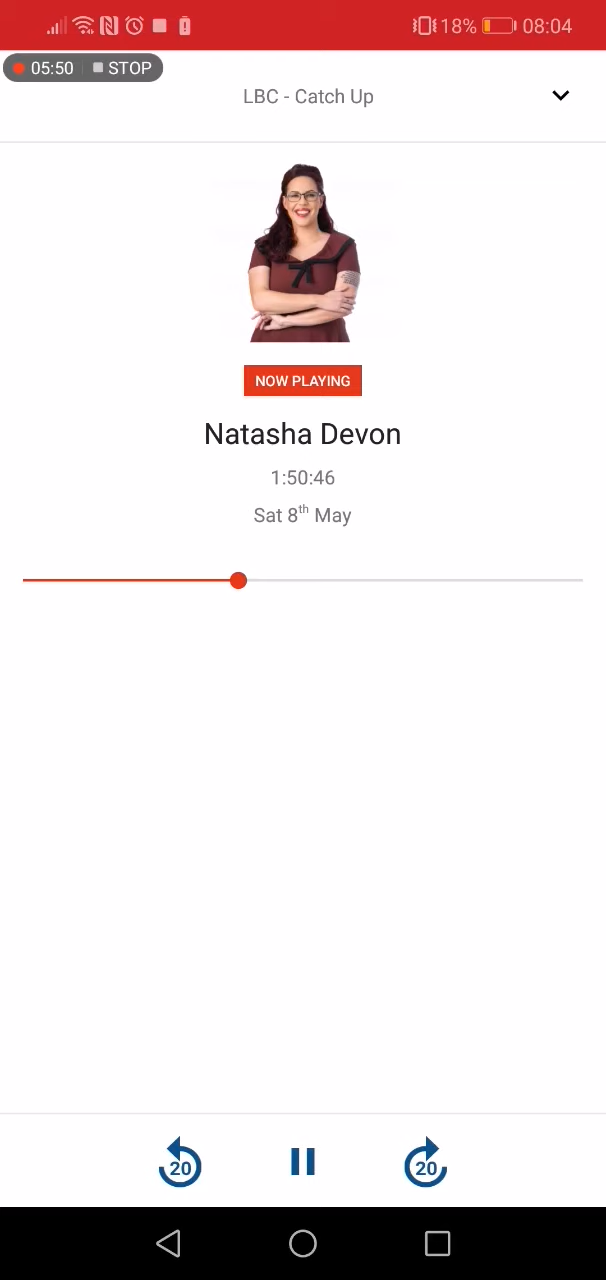 18% 08:04
05:50 STOP
LBC - Catch Up
NOW PLAYING
Natasha Devon
1:50:46
Sat 8th May
20 20